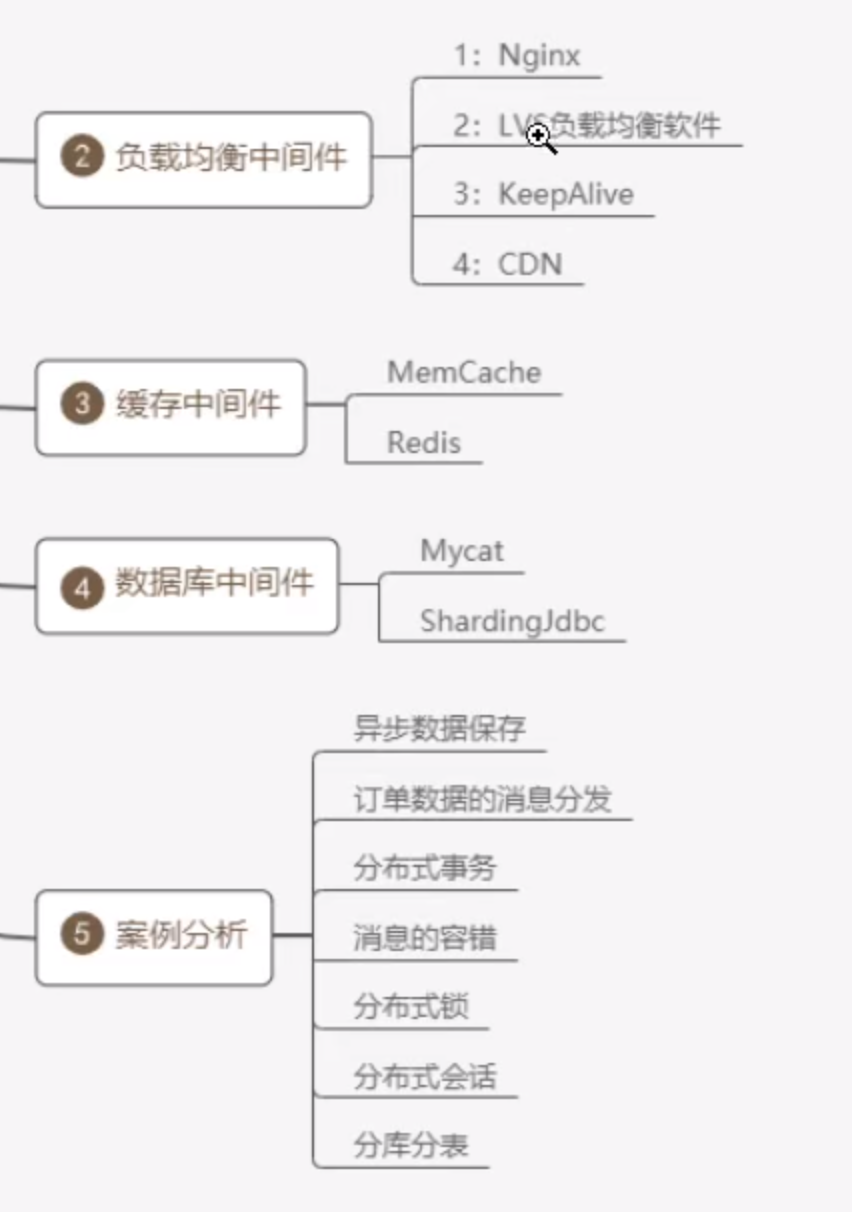 1：Nginx
2：LVS负载均衡软件
② 负载均衡中间件
3：KeepAlive
4：CDN
MemCache
③ 缓存中间件
Redis
Mycat
④ 数据库中间件
ShardingJdbc
异步数据保存
订单数据的消息分发
分布式事务
⑤ 案例分析
消息的容错
分布式锁
分布式会话
分库分表